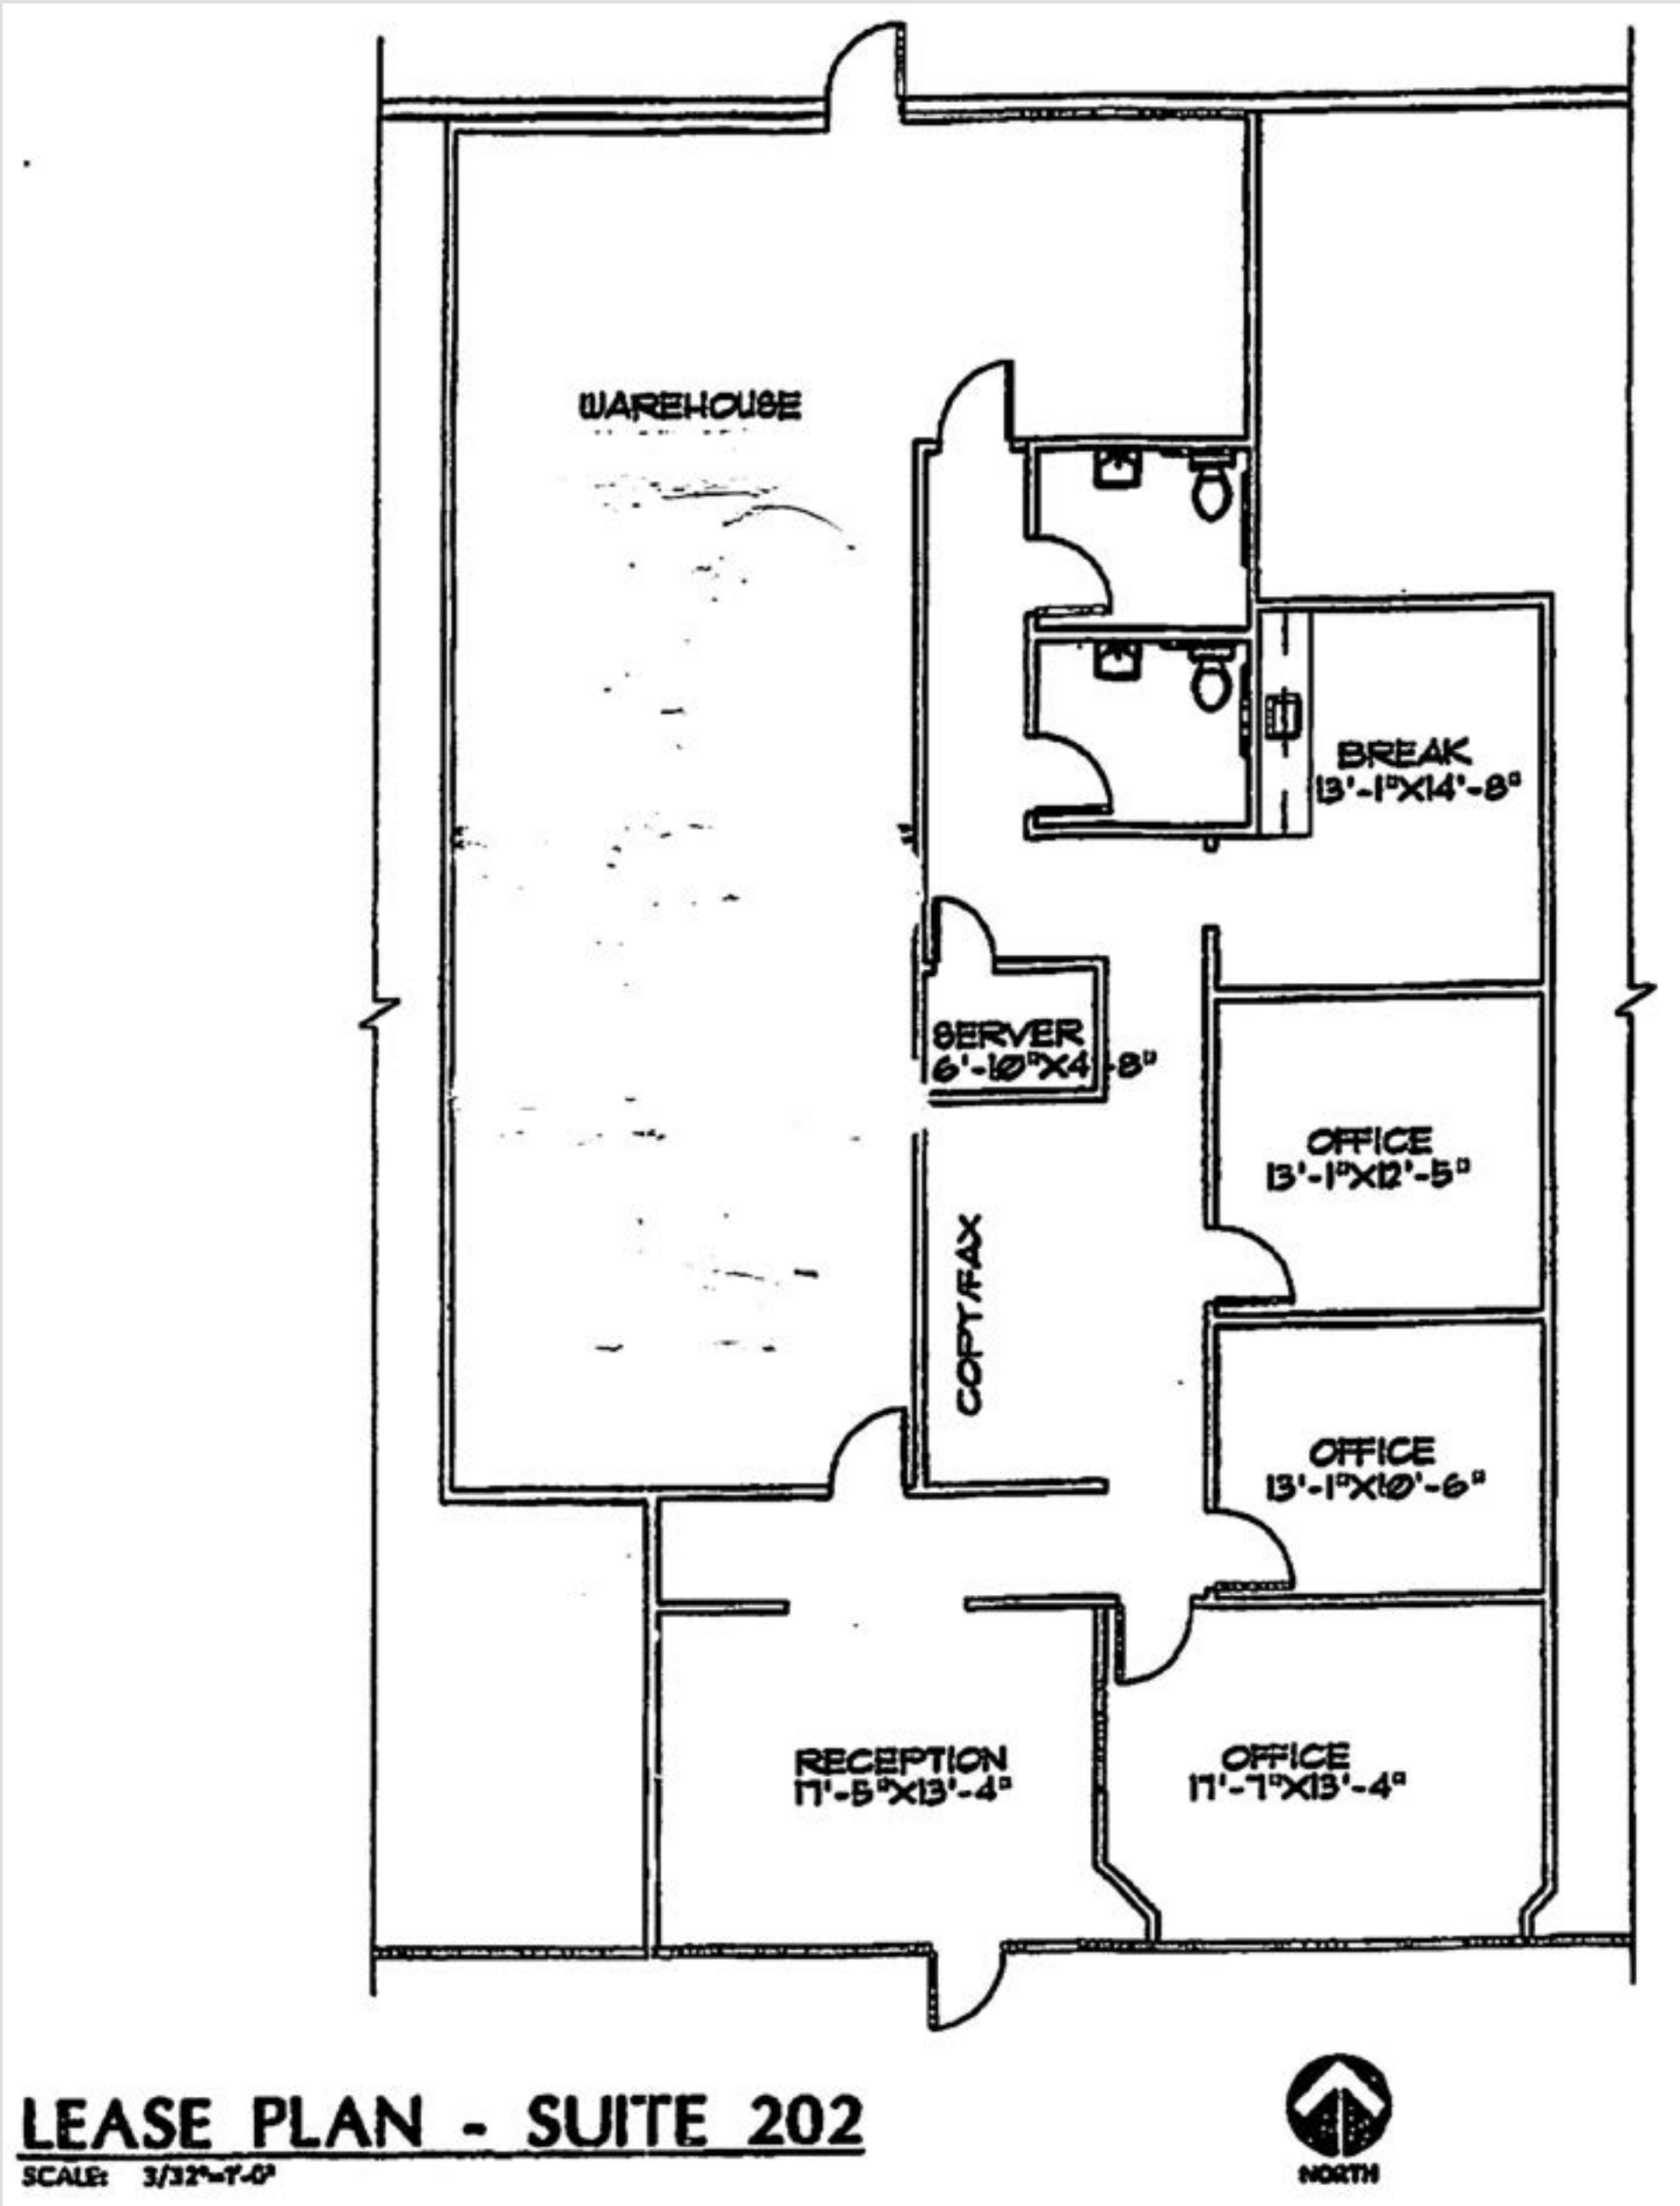 WAREHOUSE
BREAK
13'-1"X14'-8"
SERVER
6'-10"X4'-8"
OFFICE
13'-1"X12'-5"
COPY/FAX
OFFICE
13'-1"X10'-6"
RECEPTION
17'-5"X13'-4"
OFFICE
17'-7"X13'-4"
LEASE PLAN - SUITE 202
SCALE: 3/32"=1'-0"
NORTH